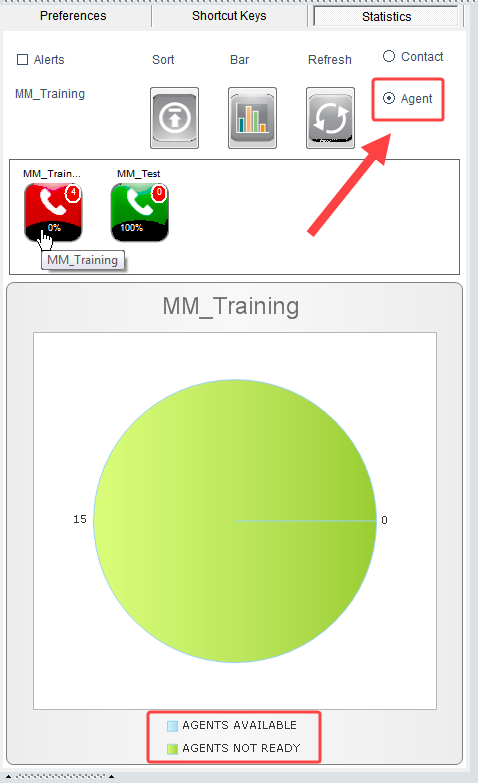 Preferences
Shortcut Keys
Statistics
Alerts
Sort
Bar
Refresh
Contact
MM_Training
Agent
MM_Train...
MM_Test
4
0
0%
100%
MM_Training
MM_Training
15
0
AGENTS AVAILABLE
AGENTS NOT READY